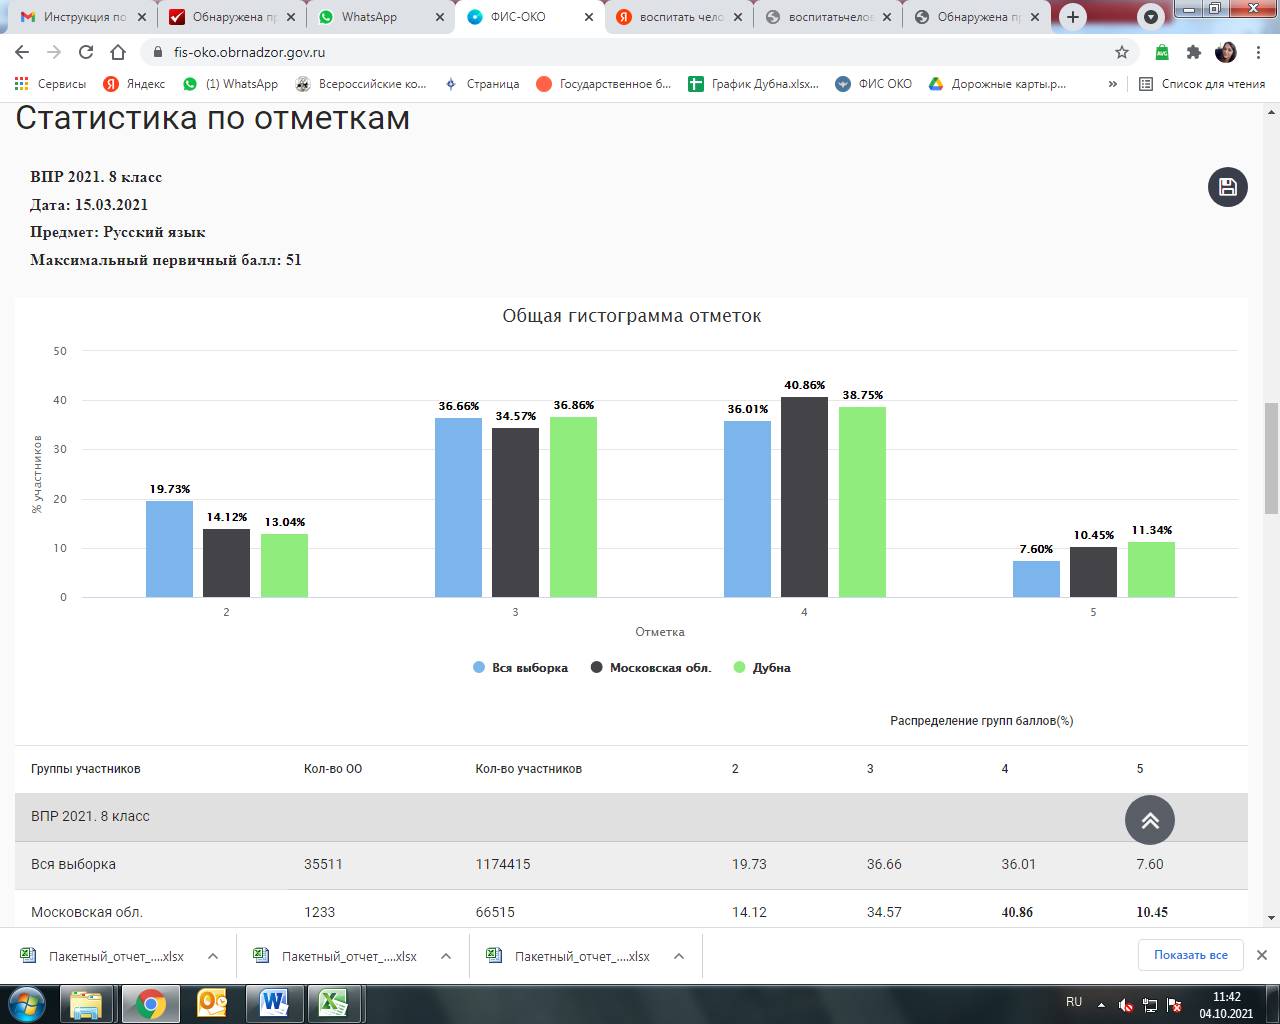 Инструкция по
Обнаружена пр
WhatsApp
ФИС-ОКО
воспитать чело
воспитатьчелов
Обнаружена пр
fis-oko.obrnadzor.gov.ru
Сервисы
Яндекс
(1) WhatsApp
Всероссийские ко...
Страница
Государственное б...
График Дубна.xlsx...
ФИС ОКО
Дорожные карты.р...
»
Список для чтения
Статистика по отметкам
ВПР 2021. 8 класс
Дата: 15.03.2021
Предмет: Русский язык
Максимальный первичный балл: 51
Общая гистограмма отметок
% участников
50
40
30
20
10
0
19.73%
14.12%
13.04%
36.66%
34.57%
36.86%
36.01%
40.86%
38.75%
7.60%
10.45%
11.34%
2 3 4 5
Отметка
Вся выборка Московская обл. Дубна
Распределение групп баллов(%)
Группы участников Кол-во ОО Кол-во участников 2 3 4 5
ВПР 2021. 8 класс
Вся выборка 35511 1174415 19.73 36.66 36.01 7.60
Московская обл. 1233 66515 14.12 34.57 40.86 10.45
Пакетный_отчет_....xlsx
Пакетный_отчет_....xlsx
Пакетный_отчет_....xlsx
Показать все
RU
11:42
04.10.2021